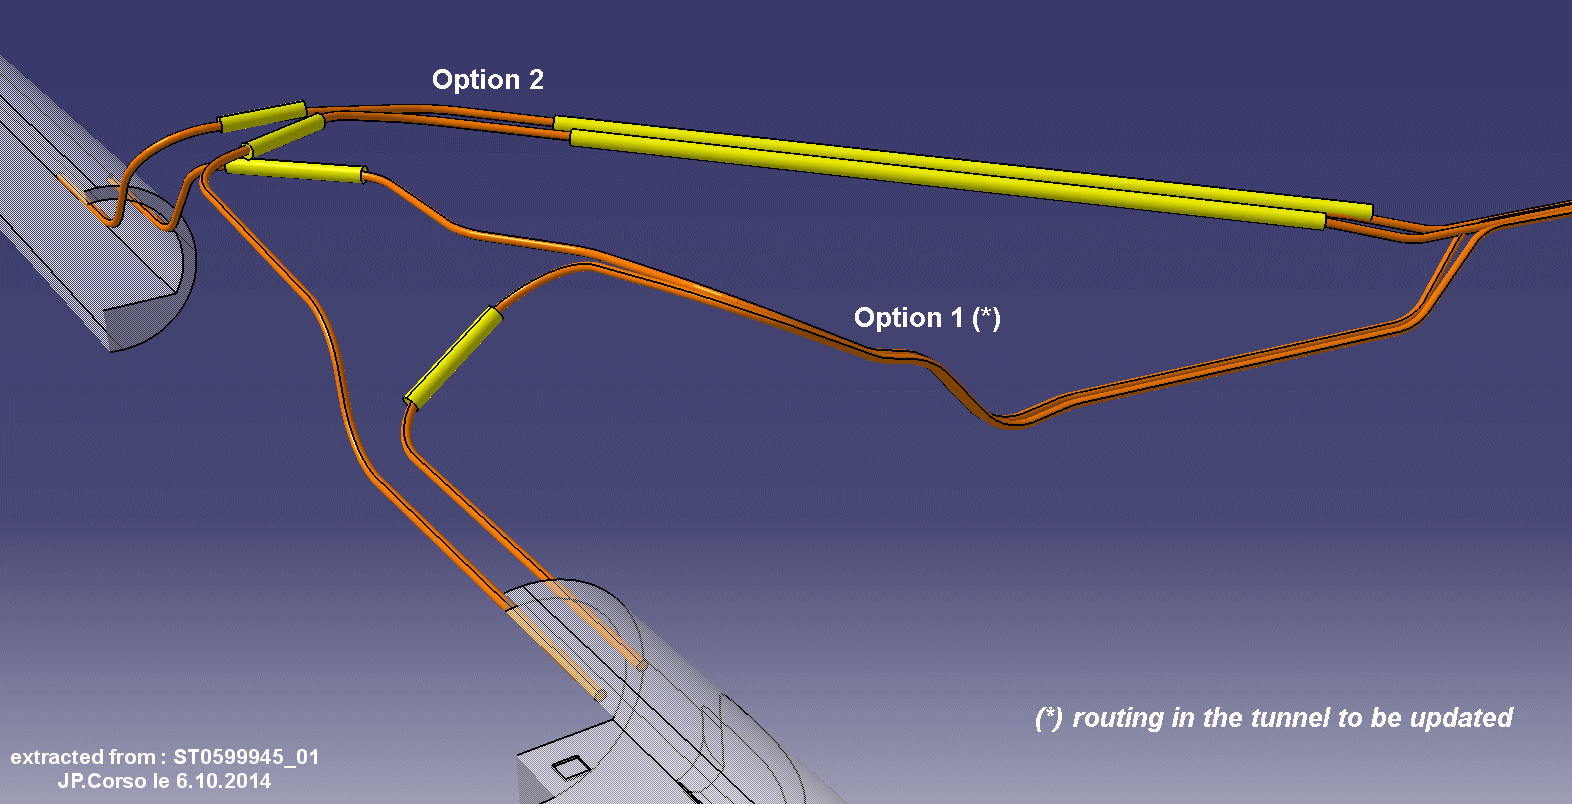 Option 2
Option 1 (*)
(*) routing in the tunnel to be updated
extracted from : ST0599945_01
JP.Corso le 6.10.2014